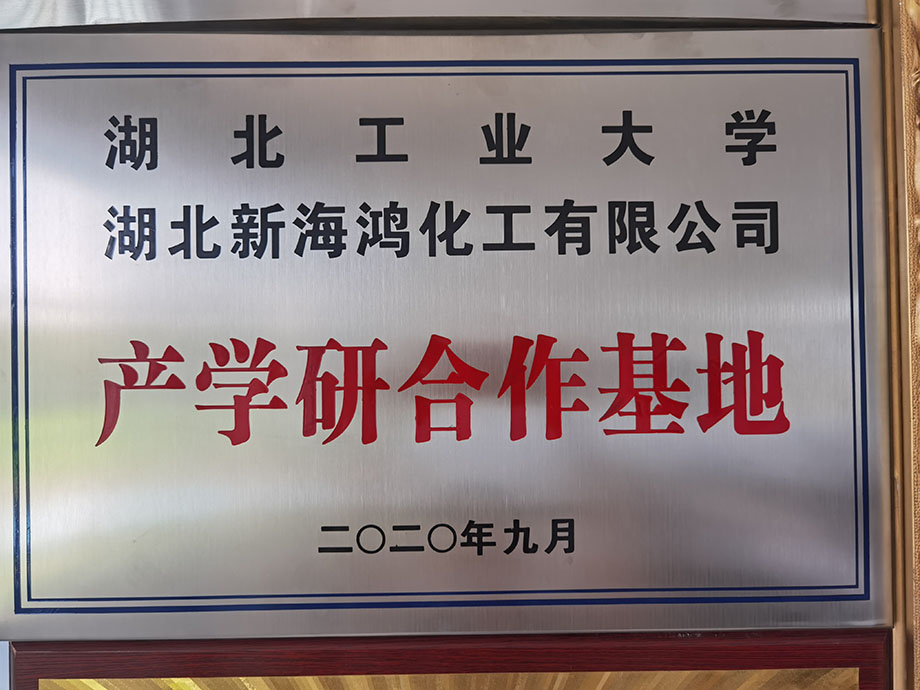 湖北工业大学
湖北新海鸿化工有限公司
产学研合作基地
二〇二〇年九月